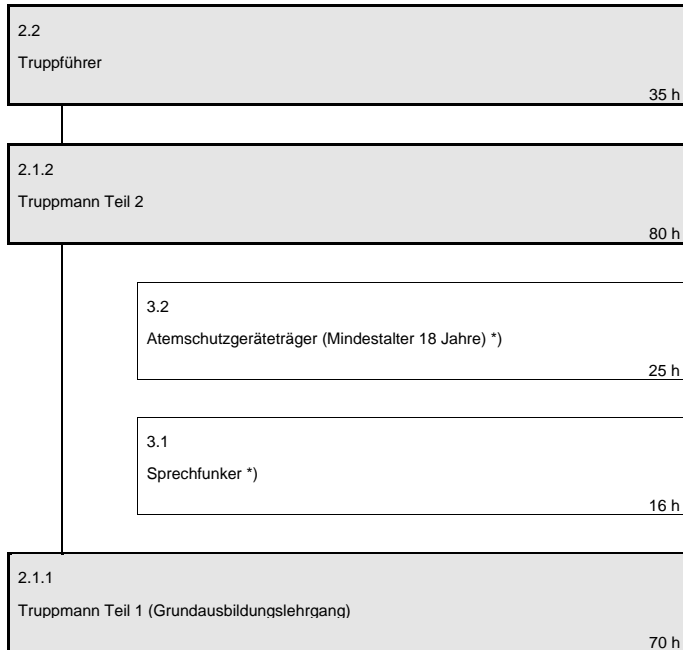 2.2
Truppführer
35 h
2.1.2
Truppmann Teil 2
80 h
3.2
Atemschutzgeräteträger (Mindestalter 18 Jahre) *)
25 h
3.1
Sprechfunker *)
16 h
2.1.1
Truppmann Teil 1 (Grundausbildungslehrgang)
70 h